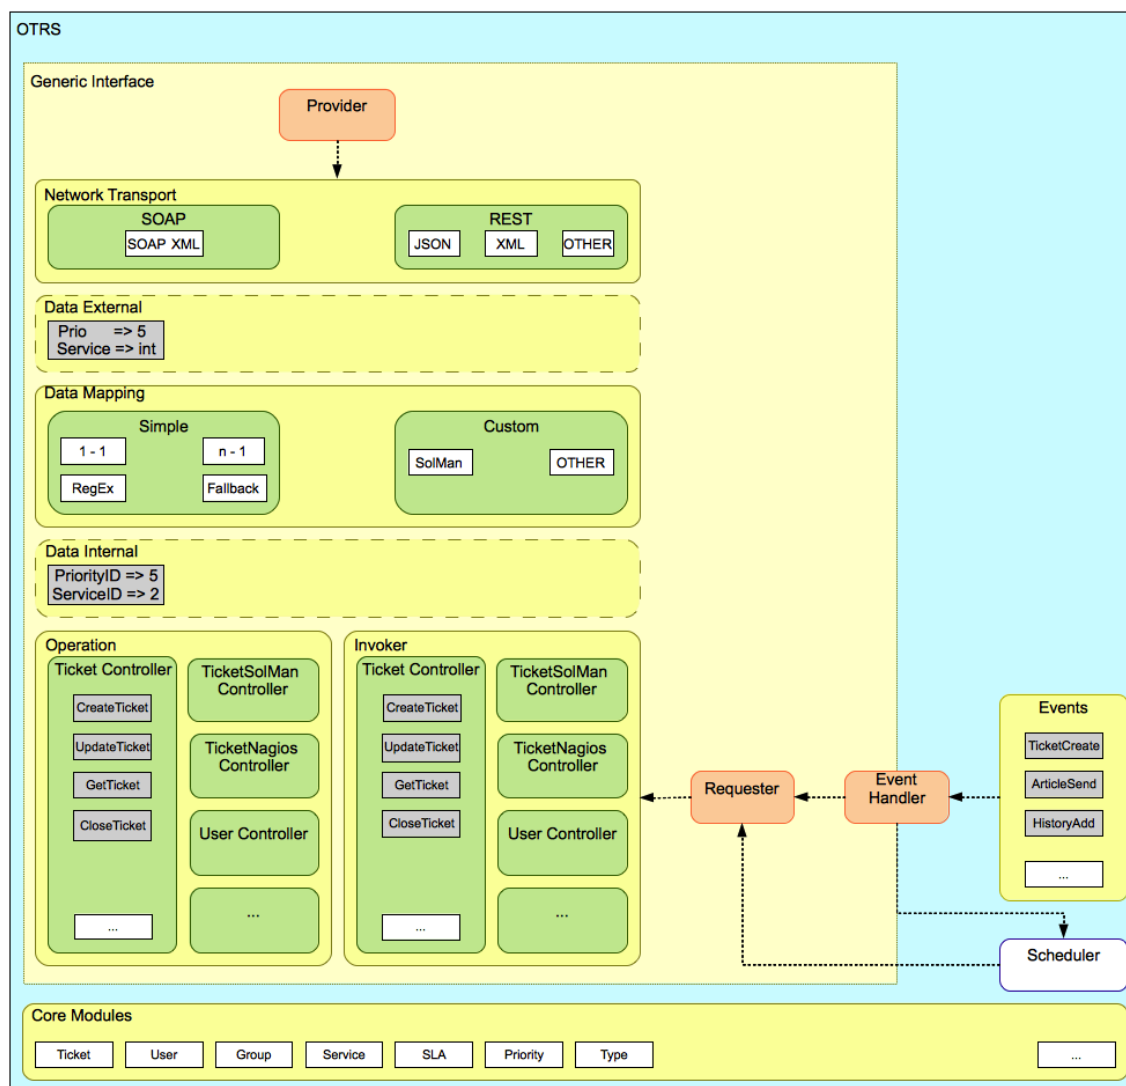 OTRS
Generic Interface
Provider
Network Transport
SOAP
SOAP XML
REST
JSON
XML
OTHER
Data External
Prio => 5
Service => int
Data Mapping
Simple
1 - 1
n - 1
RegEx
Fallback
Custom
SolMan
OTHER
Data Internal
PriorityID => 5
ServiceID => 2
Operation
Ticket Controller
CreateTicket
UpdateTicket
GetTicket
CloseTicket
...
TicketSolMan
Controller
TicketNagios
Controller
User Controller
...
Invoker
Ticket Controller
CreateTicket
UpdateTicket
GetTicket
CloseTicket
...
TicketSolMan
Controller
TicketNagios
Controller
User Controller
...
Requester
Event
Handler
Events
TicketCreate
ArticleSend
HistoryAdd
...
Scheduler
Core Modules
Ticket
User
Group
Service
SLA
Priority
Type
...